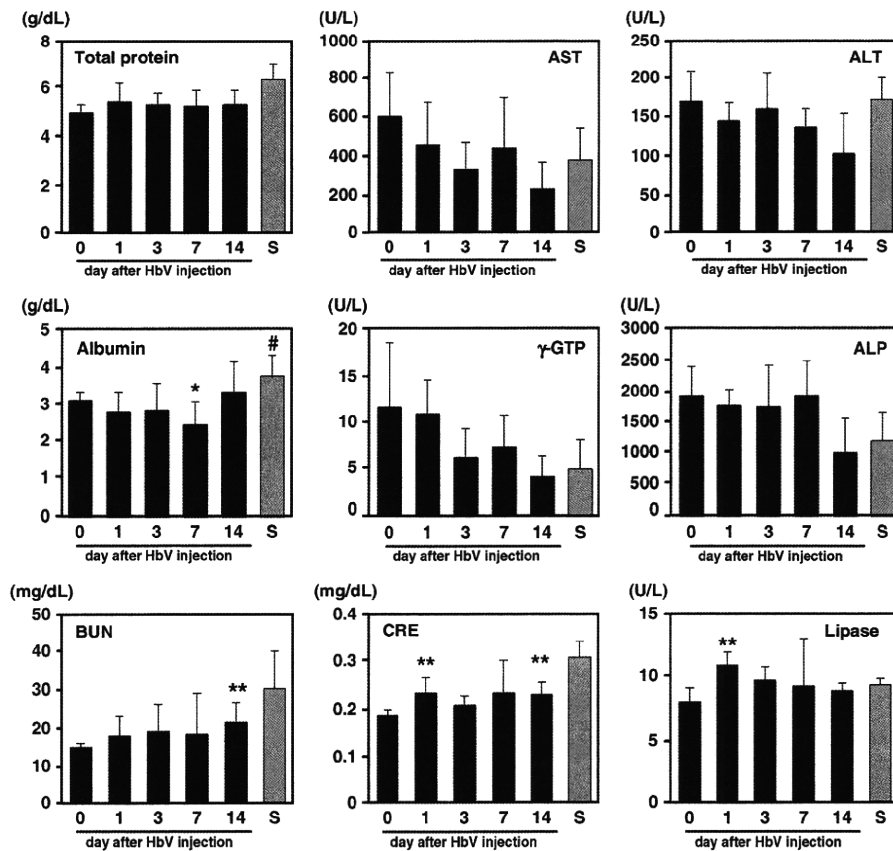 (g/dL)
Total protein
8
6
4
2
0
0 1 3 7 14 S
day after HbV injection
(U/L)
AST
1000
800
600
400
200
0
0 1 3 7 14 S
day after HbV injection
(U/L)
ALT
250
200
150
100
50
0
0 1 3 7 14 S
day after HbV injection
(g/dL)
Albumin
5
4
3
2
1
0
*
#
0 1 3 7 14 S
day after HbV injection
(U/L)
γ-GTP
20
15
10
5
0
0 1 3 7 14 S
day after HbV injection
(U/L)
ALP
3000
2500
2000
1500
1000
500
0
0 1 3 7 14 S
day after HbV injection
(mg/dL)
BUN
50
40
30
20
10
0
**
0 1 3 7 14 S
day after HbV injection
(mg/dL)
CRE
0.4
0.3
0.2
0.1
0
** **
0 1 3 7 14 S
day after HbV injection
(U/L)
Lipase
15
10
5
0
**
0 1 3 7 14 S
day after HbV injection